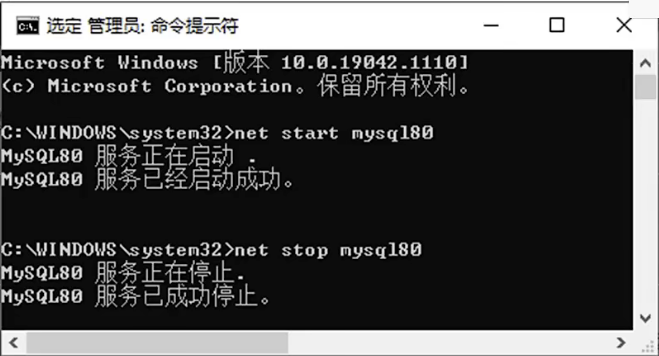 选定 管理员: 命令提示符
Microsoft Windows [版本 10.0.19042.1110]
(c) Microsoft Corporation。保留所有权利。
C:\WINDOWS\system32>net start mysql80
MySQL80 服务正在启动 .
MySQL80 服务已经启动成功。
C:\WINDOWS\system32>net stop mysql80
MySQL80 服务正在停止.
MySQL80 服务已成功停止。